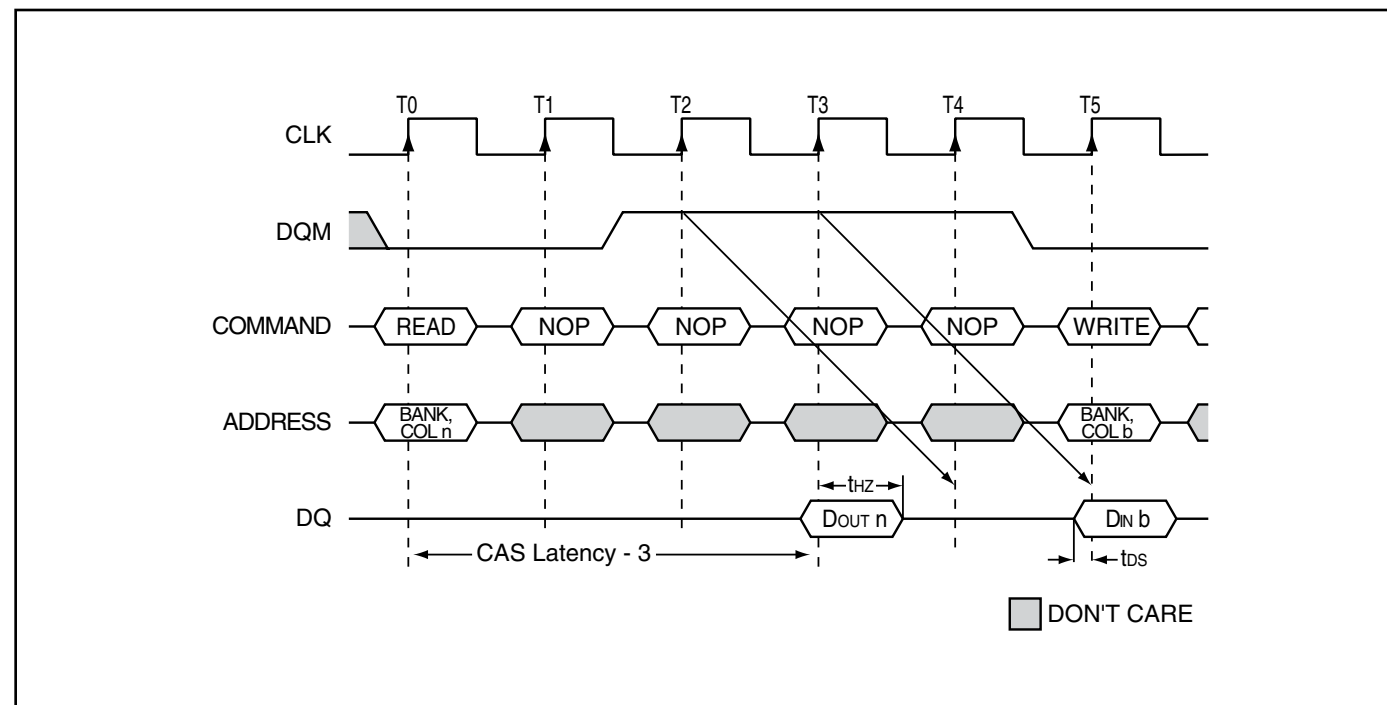 T0 T1 T2 T3 T4 T5
CLK
DQM
COMMAND READ NOP NOP NOP NOP WRITE
ADDRESS BANK, COL n BANK, COL b
tHZ
DQ DOUT n DIN b
CAS Latency - 3 tDS
DON'T CARE